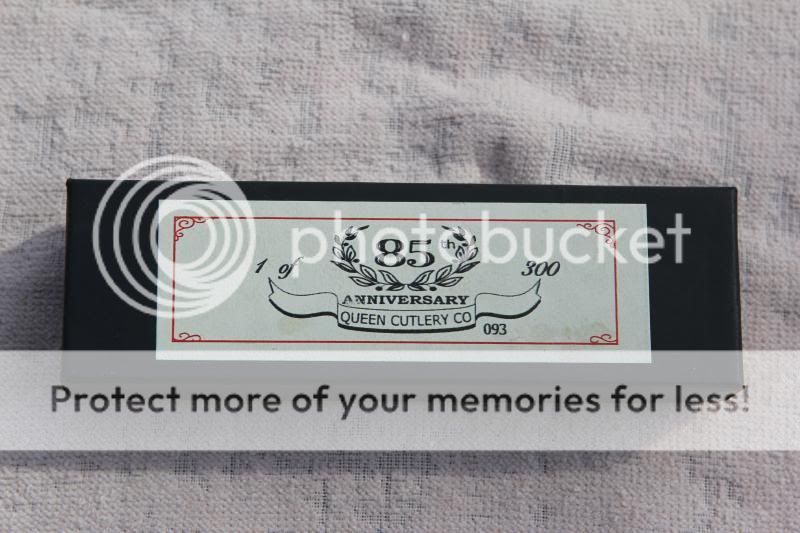 85th
1 of 300
ANNIVERSARY
QUEEN CUTLERY CO
093
photobucket
Protect more of your memories for less!